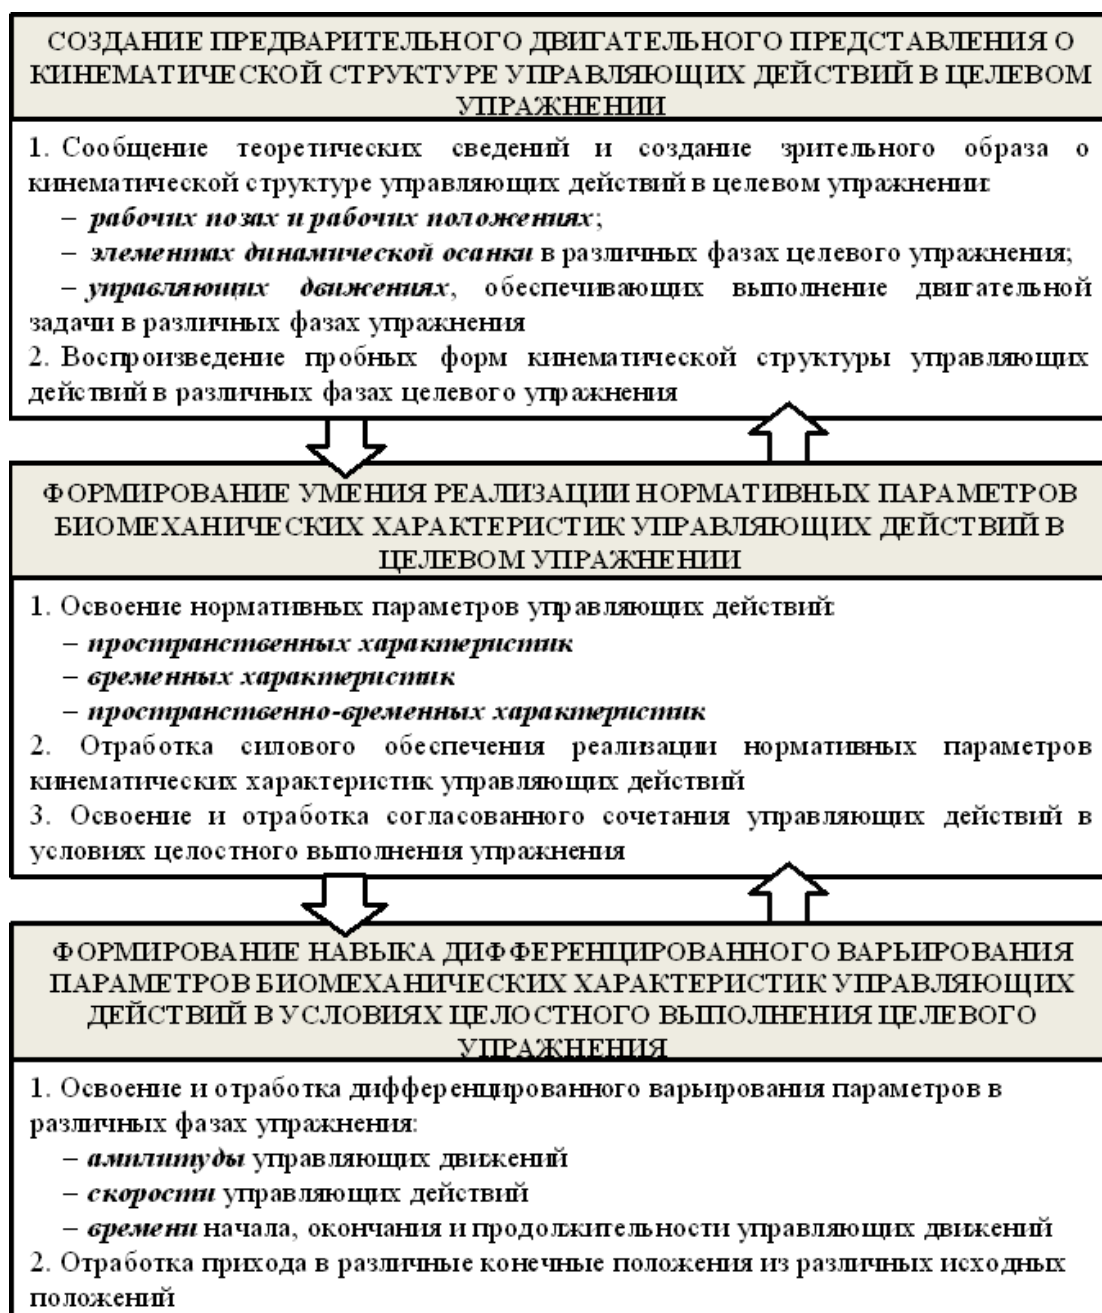 СОЗДАНИЕ ПРЕДВАРИТЕЛЬНОГО ДВИГАТЕЛЬНОГО ПРЕДСТАВЛЕНИЯ О
КИНЕМАТИЧЕСКОЙ СТРУКТУРЕ УПРАВЛЯЮЩИХ ДЕЙСТВИЙ В ЦЕЛЕВОМ
УПРАЖНЕНИИ
1. Сообщение теоретических сведений и создание зрительного образа о
кинематической структуре управляющих действий в целевом упражнении:
– рабочих позах и рабочих положениях;
– элементах динамической осанки в различных фазах целевого упражнения;
– управляющих движениях, обеспечивающих выполнение двигательной
задачи в различных фазах упражнения
2. Воспроизведение пробных форм кинематической структуры управляющих
действий в различных фазах целевого упражнения
ФОРМИРОВАНИЕ УМЕНИЯ РЕАЛИЗАЦИИ НОРМАТИВНЫХ ПАРАМЕТРОВ
БИОМЕХАНИЧЕСКИХ ХАРАКТЕРИСТИК УПРАВЛЯЮЩИХ ДЕЙСТВИЙ В
ЦЕЛЕВОМ УПРАЖНЕНИИ
1. Освоение нормативных параметров управляющих действий:
– пространственных характеристик
– временных характеристик
– пространственно-временных характеристик
2. Отработка силового обеспечения реализации нормативных параметров
кинематических характеристик управляющих действий
3. Освоение и отработка согласованного сочетания управляющих действий в
условиях целостного выполнения упражнения
ФОРМИРОВАНИЕ НАВЫКА ДИФФЕРЕНЦИРОВАННОГО ВАРЬИРОВАНИЯ
ПАРАМЕТРОВ БИОМЕХАНИЧЕСКИХ ХАРАКТЕРИСТИК УПРАВЛЯЮЩИХ
ДЕЙСТВИЙ В УСЛОВИЯХ ЦЕЛОСТНОГО ВЫПОЛНЕНИЯ ЦЕЛЕВОГО
УПРАЖНЕНИЯ
1. Освоение и отработка дифференцированного варьирования параметров в
различных фазах упражнения:
– амплитуды управляющих движений
– скорости управляющих действий
– времени начала, окончания и продолжительности управляющих движений
2. Отработка прихода в различные конечные положения из различных исходных
положений